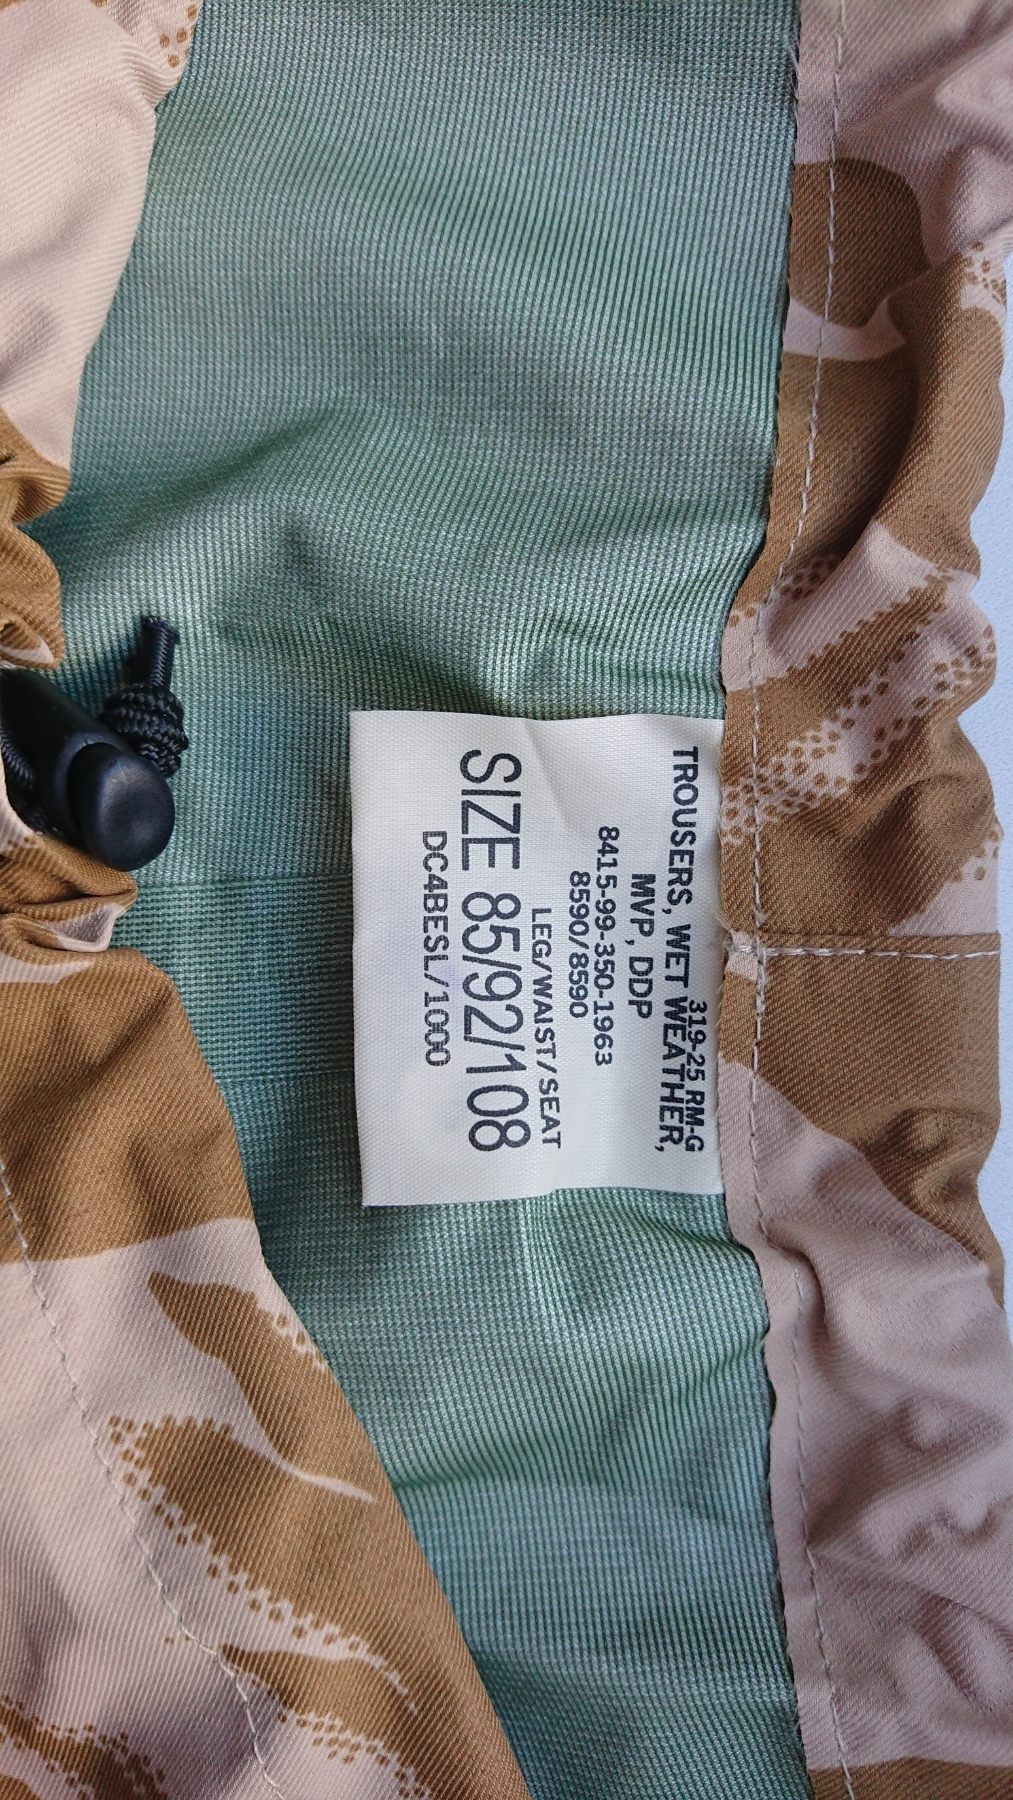 319-25 RM-G
TROUSERS, WET WEATHER,
MVP, DDP
8415-99-350-1963
8590/8590
LEG/WAIST/SEAT
SIZE 85/92/108
DC4BESL/1000